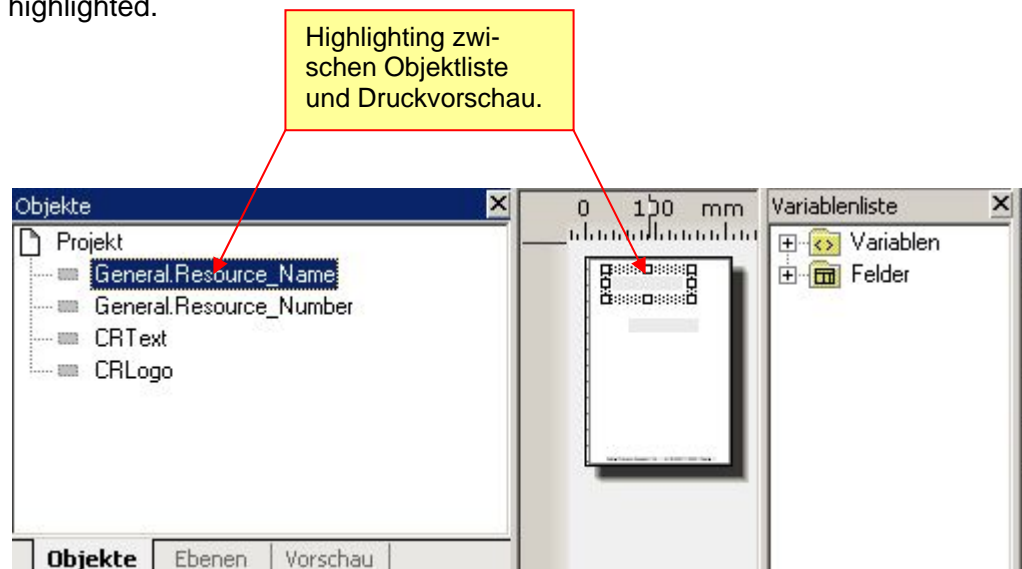 highlighted.
Highlighting zwi-
schen Objektliste
und Druckvorschau.
Objekte
0 100 mm
Variablenliste
Projekt
General.Resource_Name
General.Resource_Number
CRText
CRLogo
Variablen
Felder
Objekte Ebenen Vorschau